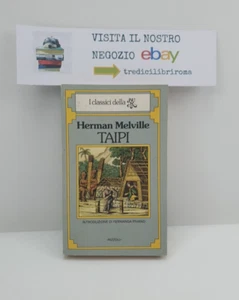 VISITA IL NOSTRO
NEGOZIO ebay
tredicilibriroma
I classici della
Herman Melville
TAIPI